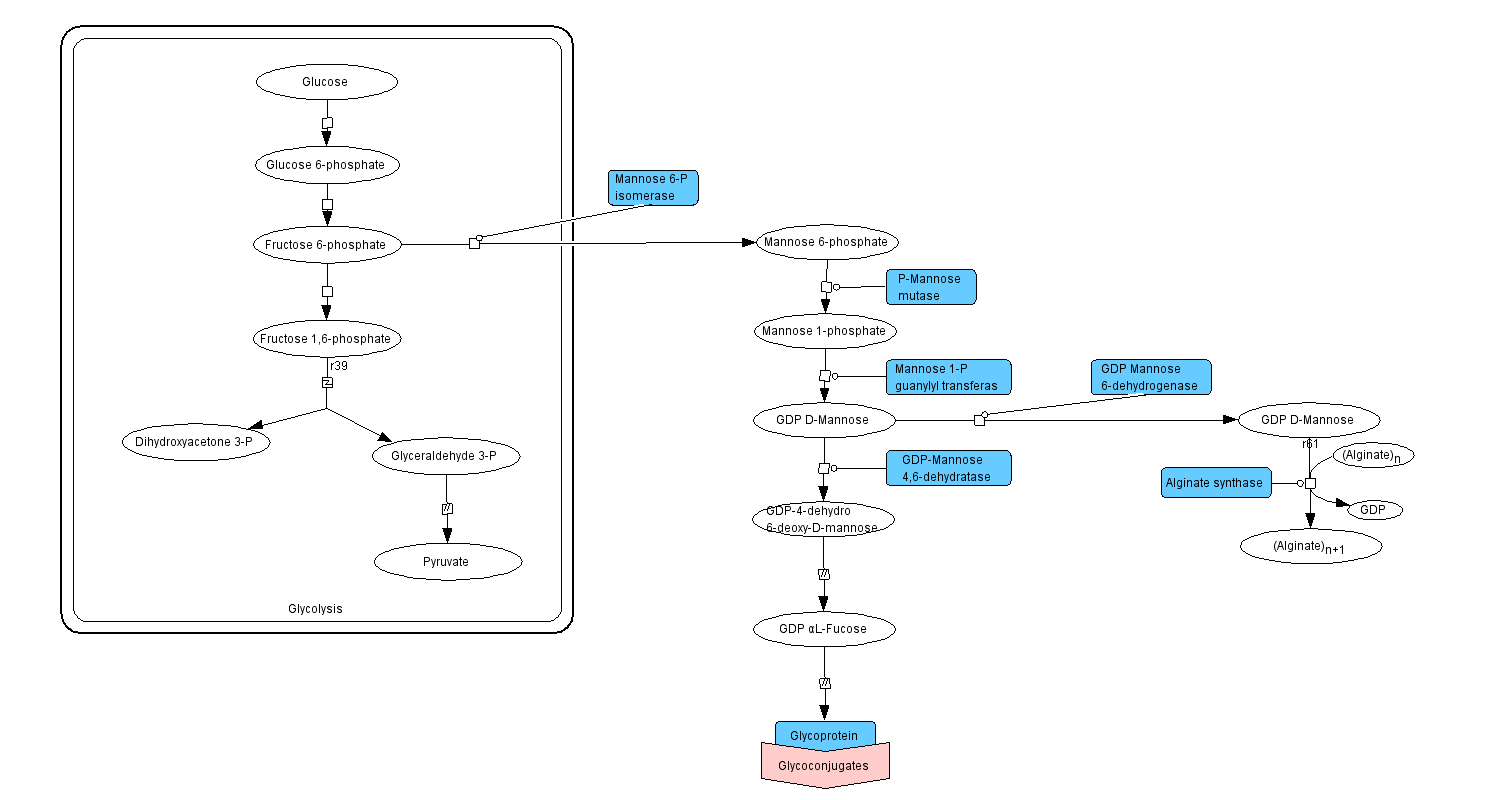 Glucose
Glucose 6-phosphate
Fructose 6-phosphate
Fructose 1,6-phosphate
r39
Dihydroxyacetone 3-P
Glyceraldehyde 3-P
Pyruvate
Glycolysis
Mannose 6-P
isomerase
Mannose 6-phosphate
P-Mannose
mutase
Mannose 1-phosphate
Mannose 1-P
guanylyl transferas
GDP Mannose
6-dehydrogenase
GDP D-Mannose
GDP D-Mannose
r61
(Alginate)n
GDP-Mannose
4,6-dehydratase
Alginate synthase
GDP
(Alginate)n+1
GDP-4-dehydro
6-deoxy-D-mannose
GDP αL-Fucose
Glycoprotein
Glycoconjugates